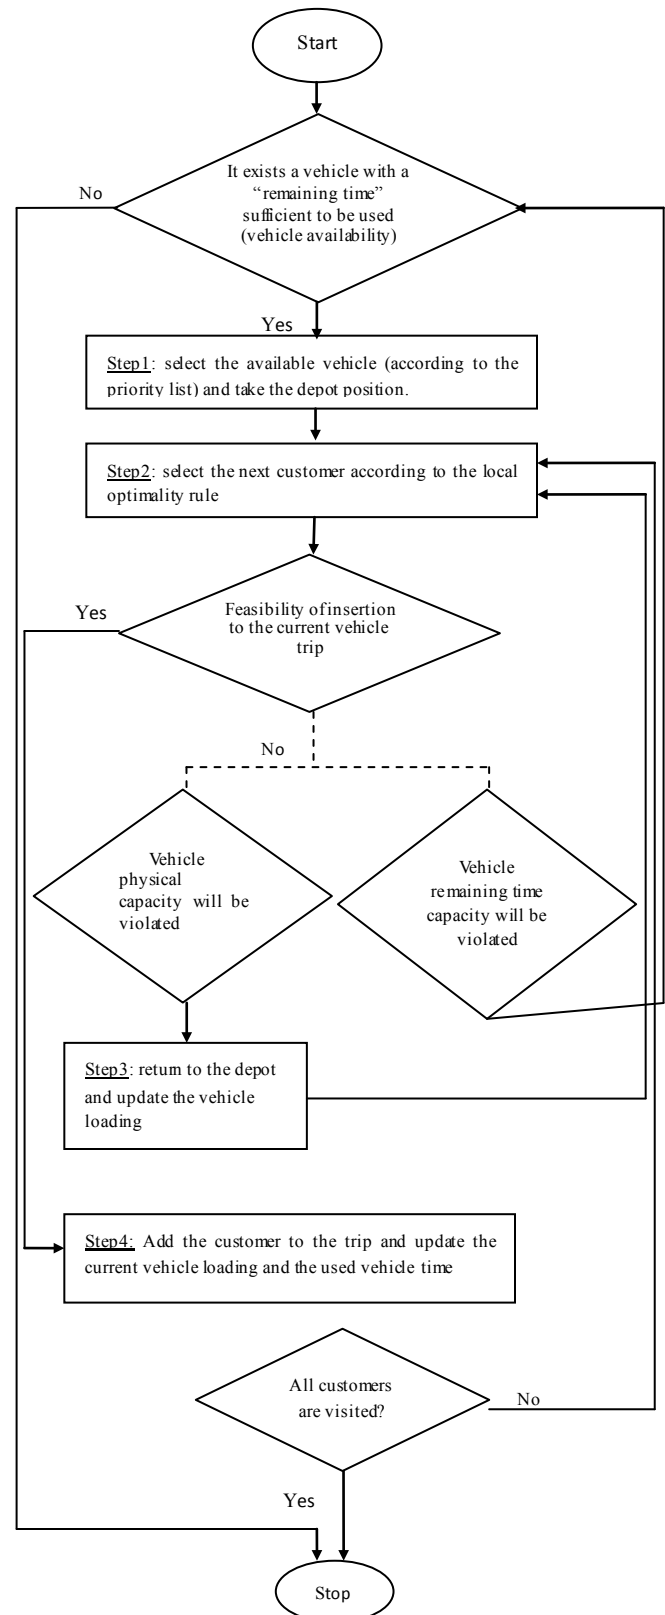 Start
It exists a vehicle with a
“remaining time”
sufficient to be used
(vehicle availability)
No
Yes
Step1: select the available vehicle (according to the
priority list) and take the depot position.
Step2: select the next customer according to the local
optimality rule
Feasibility of insertion
to the current vehicle
trip
Yes
No
Vehicle
physical
capacity will be
violated
Vehicle
remaining time
capacity will be
violated
Step3: return to the depot
and update the vehicle
loading
Step4: Add the customer to the trip and update the
current vehicle loading and the used vehicle time
All customers
are visited?
No
Yes
Stop